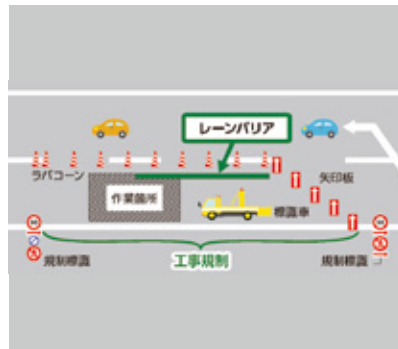 レーンバリア
ラバコーン
矢印板
作業箇所
標識車
規制標識
工事規制
規制標識